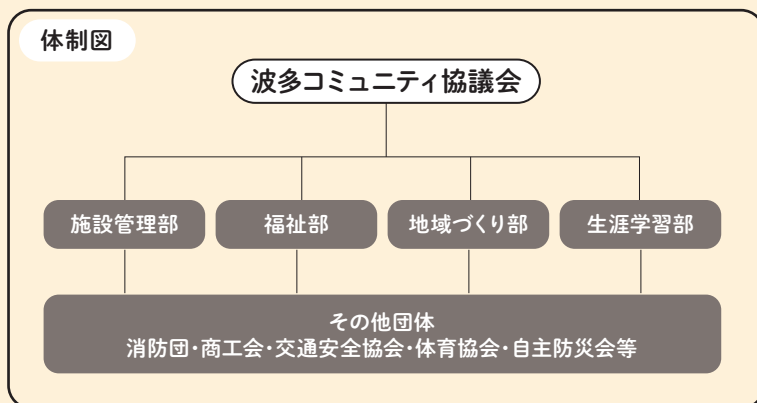 体制図
波多コミュニティ協議会
施設管理部
福祉部
地域づくり部
生涯学習部
その他団体
消防団・商工会・交通安全協会・体育協会・自主防災会等